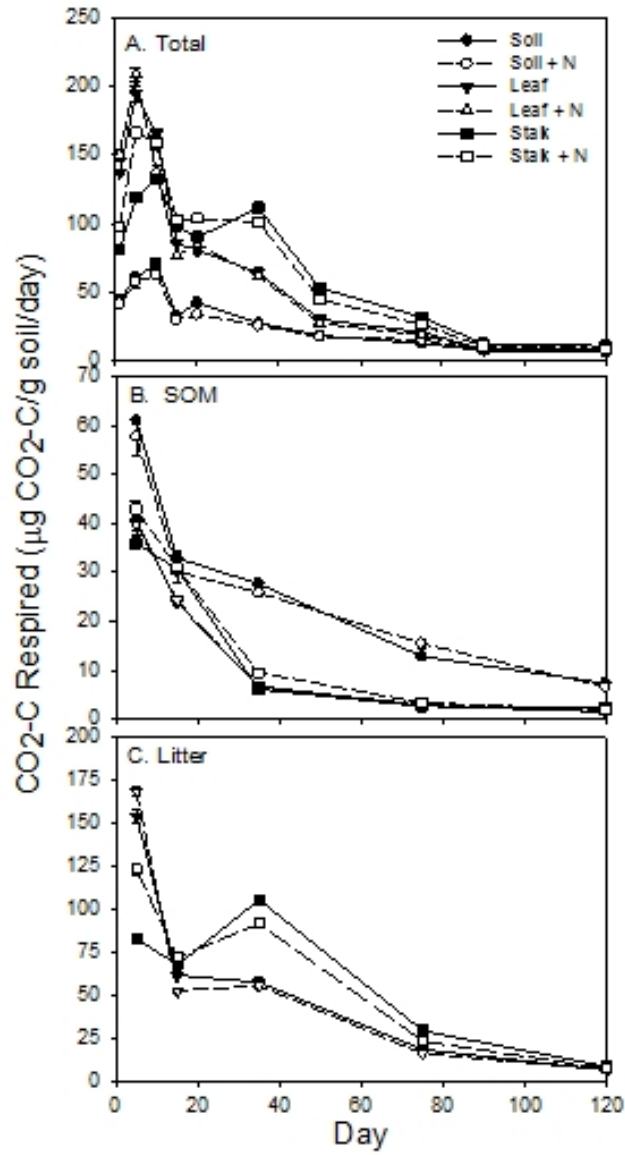 A. Total
Soil
Soil + N
Leaf
Leaf + N
Stalk
Stalk + N
250
200
150
100
50
0
B. SOM
70
60
50
40
30
20
10
0
C. Litter
200
175
150
125
100
75
50
25
0
0 20 40 60 80 100 120
Day
CO2-C Respired (µg CO2-C/g soil/day)